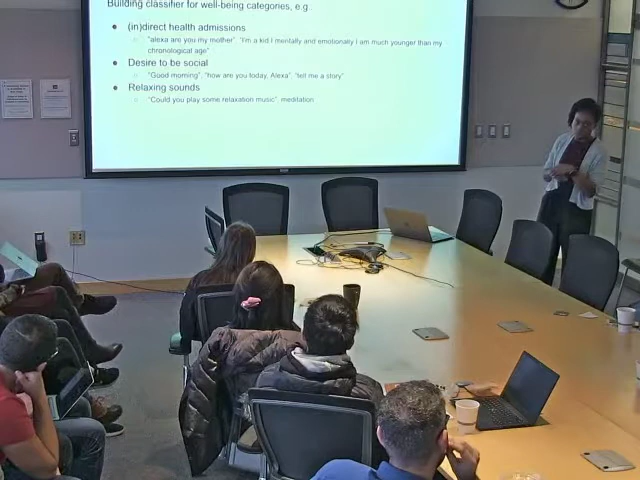 Building classifier for well-being categories, e.g.
(in)direct health admissions
"alexa are you my mother". "I'm a kid I mentally and emotionally I am much younger than my
chronological age"
Desire to be social
"Good morning". "how are you today, Alexa". "tell me a story"
Relaxing sounds
"Could you play some relaxation music". meditation